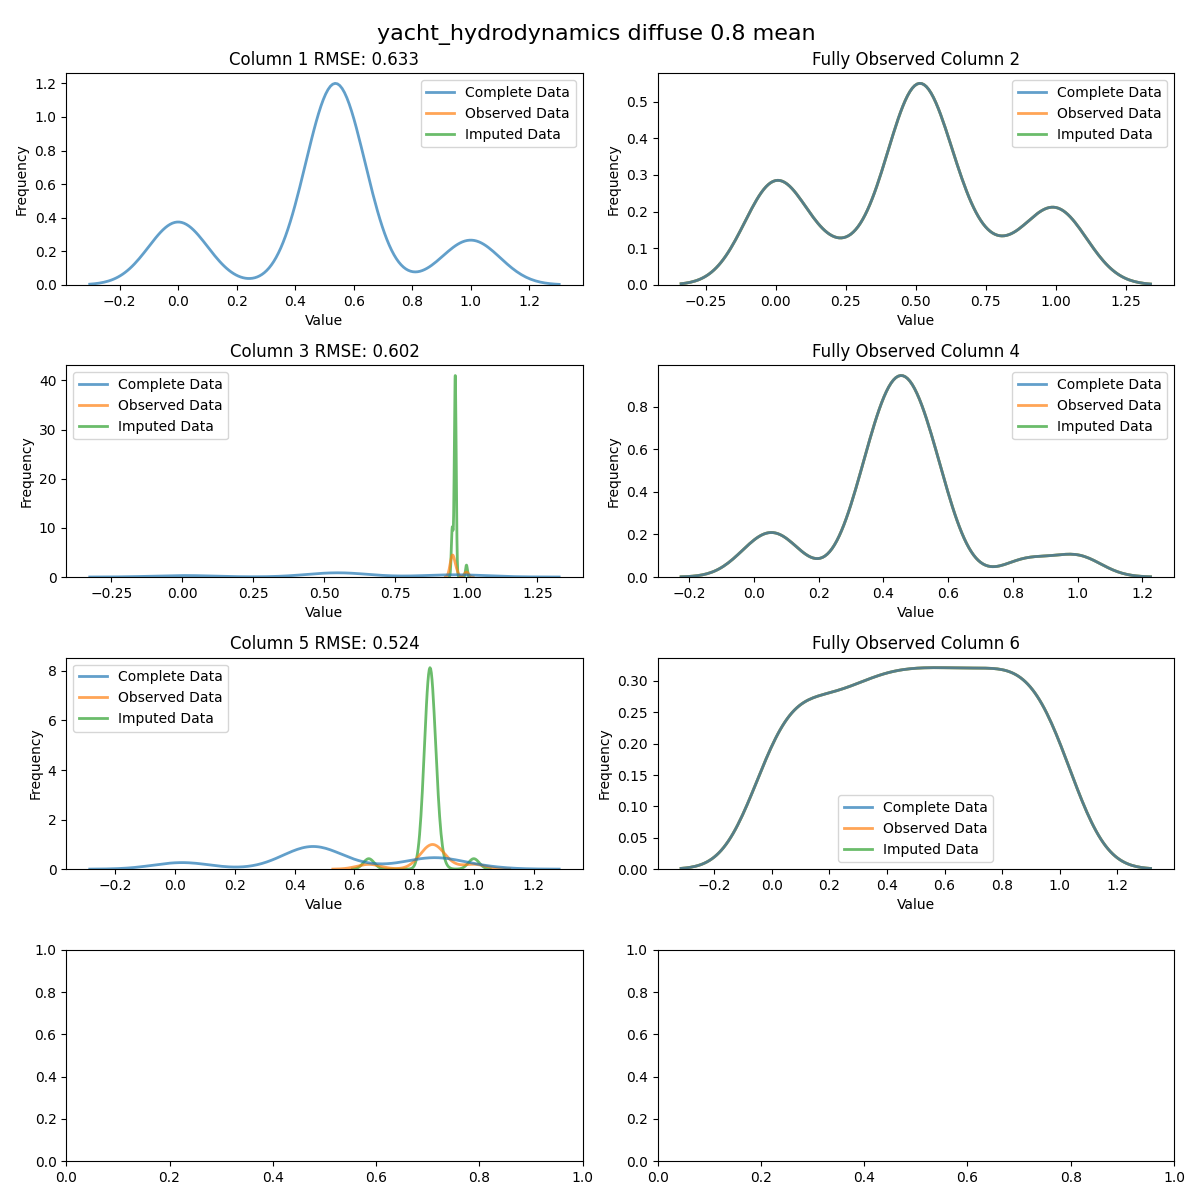 yacht_hydrodynamics diffuse 0.8 mean
Column 1 RMSE: 0.633
1.2
1.0
0.8
0.6
0.4
0.2
0.0
Frequency
Complete Data
Observed Data
Imputed Data
−0.2 0.0 0.2 0.4 0.6 0.8 1.0 1.2
Value
Fully Observed Column 2
0.5
0.4
0.3
0.2
0.1
0.0
Frequency
Complete Data
Observed Data
Imputed Data
−0.25 0.00 0.25 0.50 0.75 1.00 1.25
Value
Column 3 RMSE: 0.602
40
30
20
10
0
Frequency
Complete Data
Observed Data
Imputed Data
−0.25 0.00 0.25 0.50 0.75 1.00 1.25
Value
Fully Observed Column 4
0.8
0.6
0.4
0.2
0.0
Frequency
Complete Data
Observed Data
Imputed Data
−0.2 0.0 0.2 0.4 0.6 0.8 1.0 1.2
Value
Column 5 RMSE: 0.524
8
6
4
2
0
Frequency
Complete Data
Observed Data
Imputed Data
−0.2 0.0 0.2 0.4 0.6 0.8 1.0 1.2
Value
Fully Observed Column 6
0.30
0.25
0.20
0.15
0.10
0.05
0.00
Frequency
Complete Data
Observed Data
Imputed Data
−0.2 0.0 0.2 0.4 0.6 0.8 1.0 1.2
Value
1.0
0.8
0.6
0.4
0.2
0.0
0.0 0.2 0.4 0.6 0.8 1.0
1.0
0.8
0.6
0.4
0.2
0.0
0.0 0.2 0.4 0.6 0.8 1.0